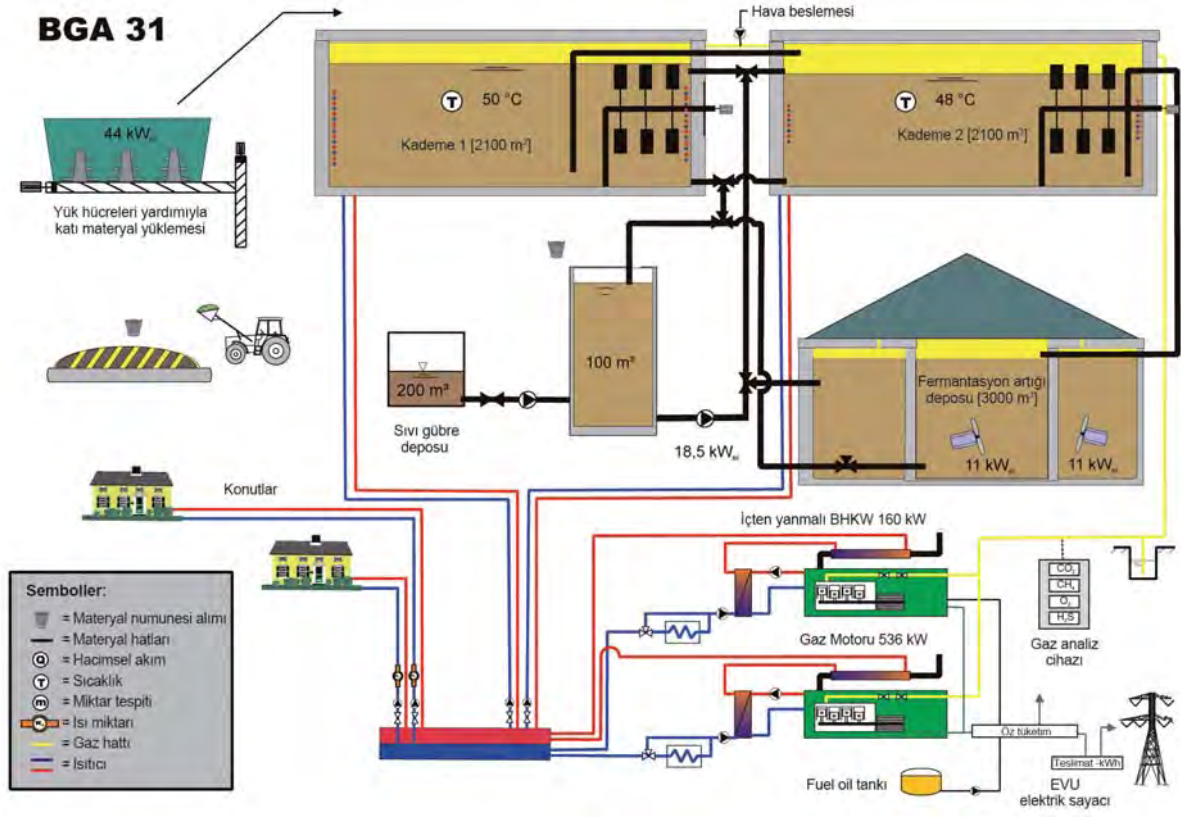 BGA 31
Hava beslemesi
44 kWel
50 °C
Kademe 1 [2100 m³]
48 °C
Kademe 2 [2100 m³]
Yük hücreleri yardımıyla
katı materyal yüklemesi
100 m³
200 m³
Sıvı gübre
deposu
18,5 kWel
Fermantasyon artığı
deposu [3000 m³]
11 kWel
11 kWel
Konutlar
İçten yanmalı BHKW 160 kW
Gaz Motoru 536 kW
CO₂
CH₄
O₂
H₂S
Gaz analiz
cihazı
Semboller:
= Materyal numunesi alımı
= Materyal hatları
Q = Hacimsel akım
T = Sıcaklık
m = Miktar tespiti
= Isı miktarı
= Gaz hattı
= Isıtıcı
Öz tüketim
Teslimat -kWh
Fuel oil tankı
EVU
elektrik sayacı
T
T